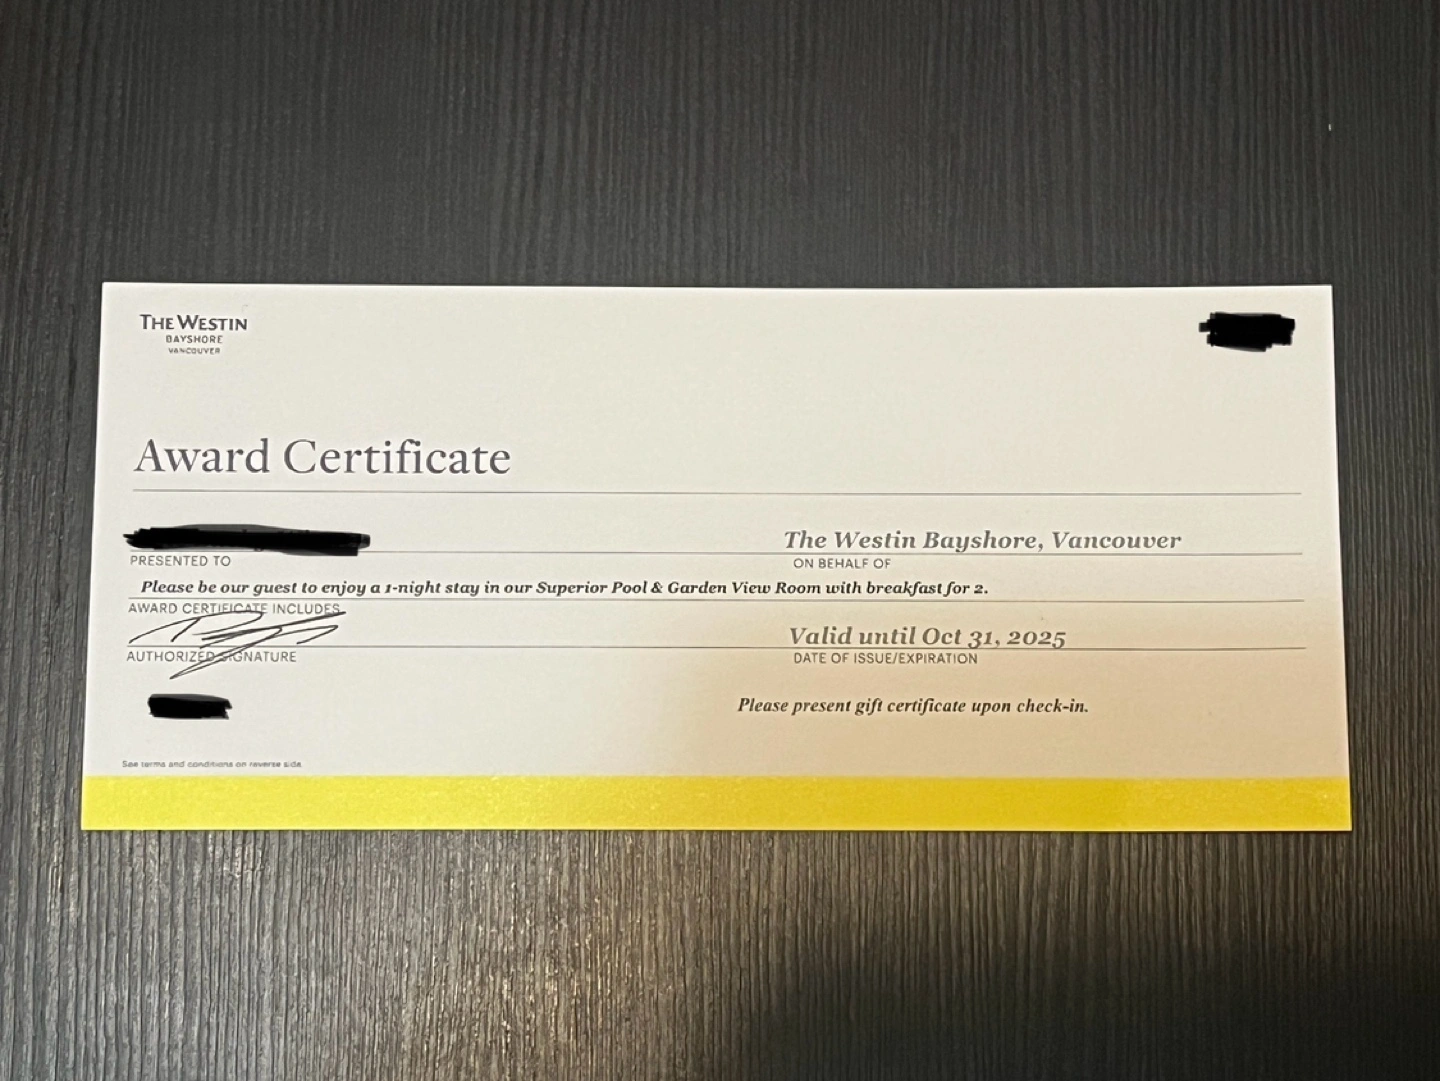 THE WESTIN
BAYSHORE
VANCOUVER
Award Certificate
The Westin Bayshore, Vancouver
PRESENTED TO
ON BEHALF OF
Please be our guest to enjoy a 1-night stay in our Superior Pool & Garden View Room with breakfast for 2.
AWARD CERTIFICATE INCLUDES
Valid until Oct 31, 2025
AUTHORIZED SIGNATURE
DATE OF ISSUE/EXPIRATION
Please present gift certificate upon check-in.
See terms and conditions on reverse side.